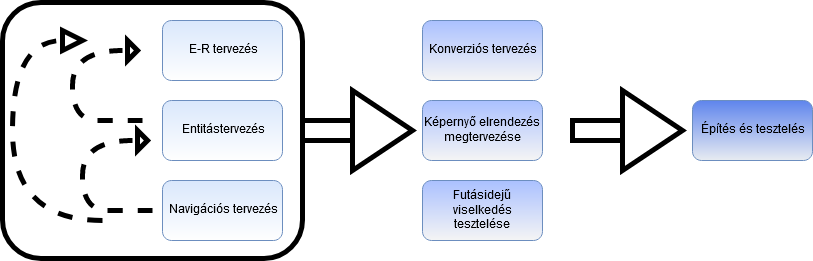 E-R tervezés
Entitástervezés
Navigációs tervezés
Konverziós tervezés
Képernyő elrendezés
megtervezése
Futásidejű
viselkedés
tesztelése
Építés és tesztelés